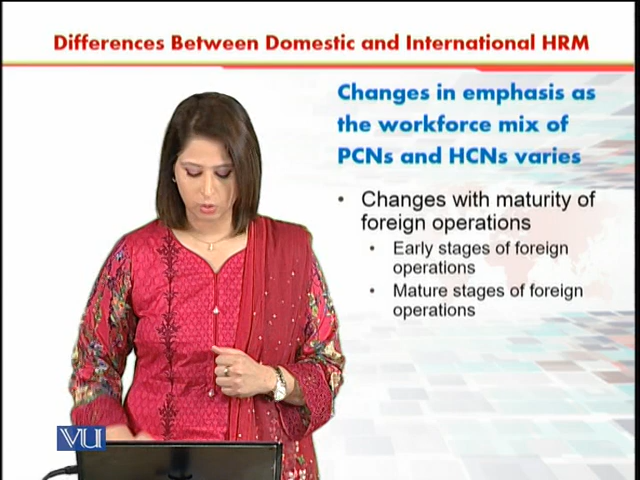 Differences Between Domestic and International HRM
Changes in emphasis as
the workforce mix of
PCNs and HCNs varies
• Changes with maturity of
foreign operations
• Early stages of foreign
operations
• Mature stages of foreign
operations
VU